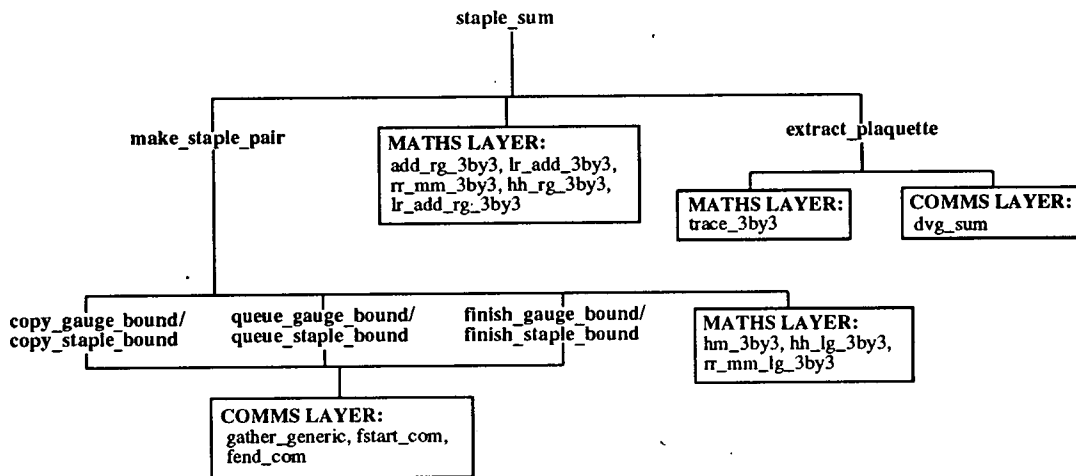 staple_sum
make_staple_pair
MATHS LAYER:
add_rg_3by3, lr_add_3by3,
rr_mm_3by3, hh_rg_3by3,
lr_add_rg_3by3
extract_plaquette
MATHS LAYER:
trace_3by3
COMMS LAYER:
dvg_sum
copy_gauge_bound/
copy_staple_bound
queue_gauge_bound/
queue_staple_bound
finish_gauge_bound/
finish_staple_bound
MATHS LAYER:
hm_3by3, hh_lg_3by3,
rr_mm_lg_3by3
COMMS LAYER:
gather_generic, fstart_com,
fend_com